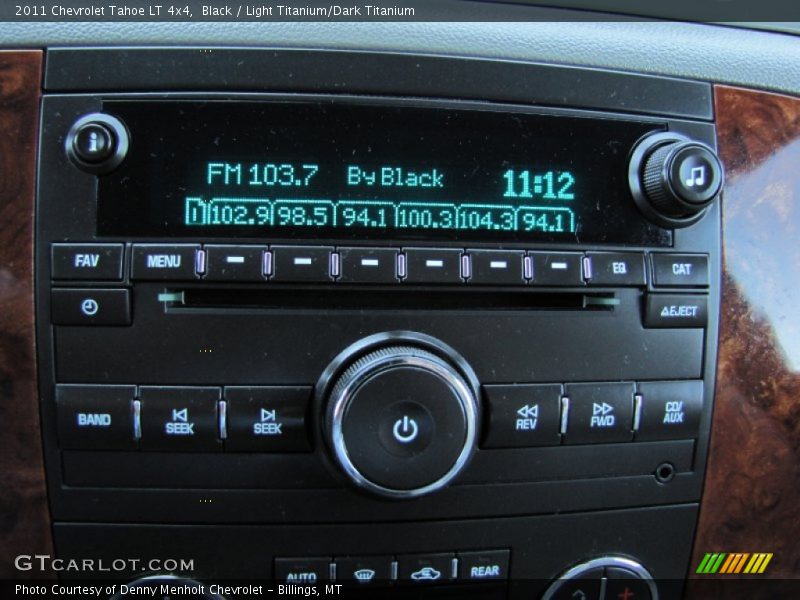 2011 Chevrolet Tahoe LT 4x4,  Black / Light Titanium/Dark Titanium
i
FM 103.7 By Black 11:12
102.9 98.5 94.1 100.3 104.3 94.1
FAV MENU EQ CAT
EJECT
BAND SEEK SEEK REV FWD CD/AUX
AUTO REAR
GTCARLOT.COM
Photo Courtesy of Denny Menholt Chevrolet – Billings, MT